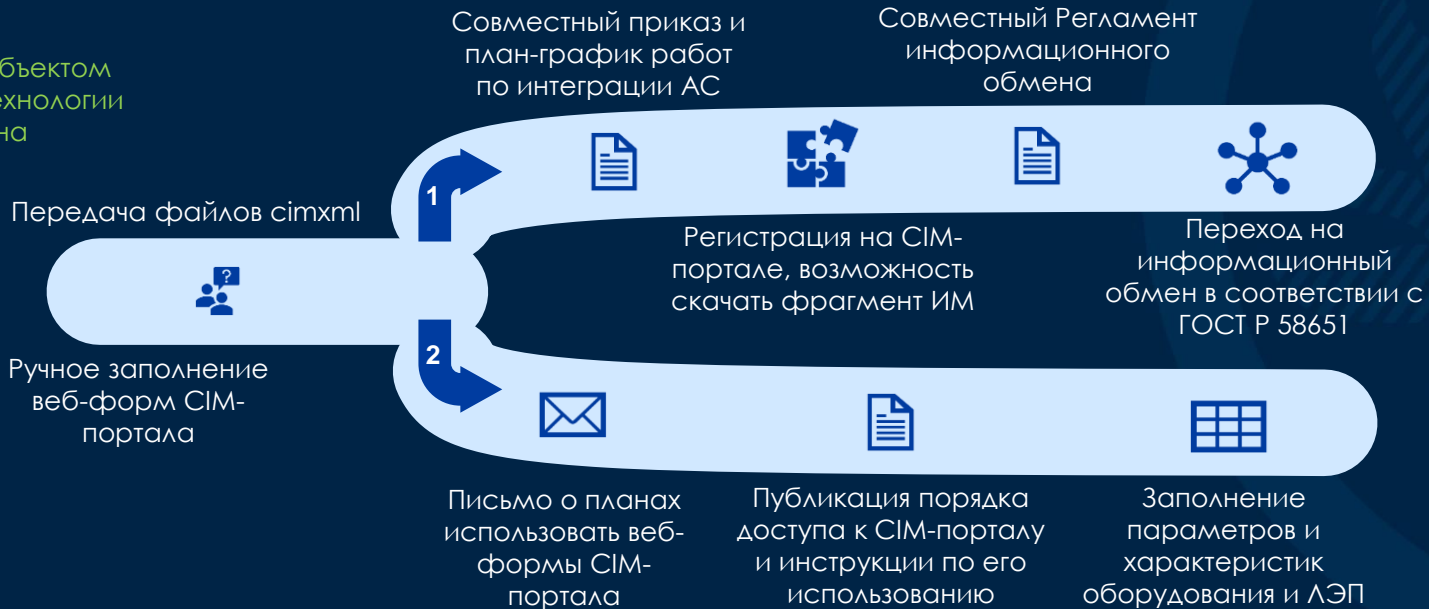 бъектом
ехнологии
на
Совместный приказ и
план-график работ
по интеграции АС
Совместный Регламент
информационного
обмена
1
Передача файлов cimxml
?
Регистрация на CIM-
портале, возможность
скачать фрагмент ИМ
Переход на
информационный
обмен в соответствии с
ГОСТ Р 58651
Ручное заполнение
веб-форм CIM-
портала
2
Письмо о планах
использовать веб-
формы CIM-
портала
Публикация порядка
доступа к CIM-порталу
и инструкции по его
использованию
Заполнение
параметров и
характеристик
оборудования и ЛЭП